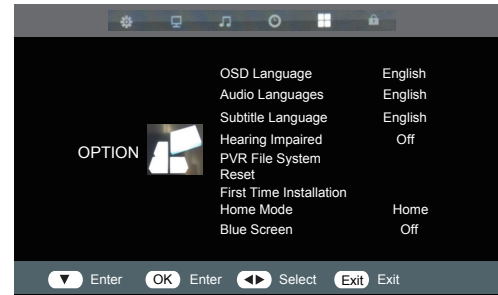 OSD Language English
Audio Languages English
Subtitle Language English
Hearing Impaired Off
OPTION
PVR File System
Reset
First Time Installation
Home Mode Home
Blue Screen Off
Enter OK Enter Select Exit Exit